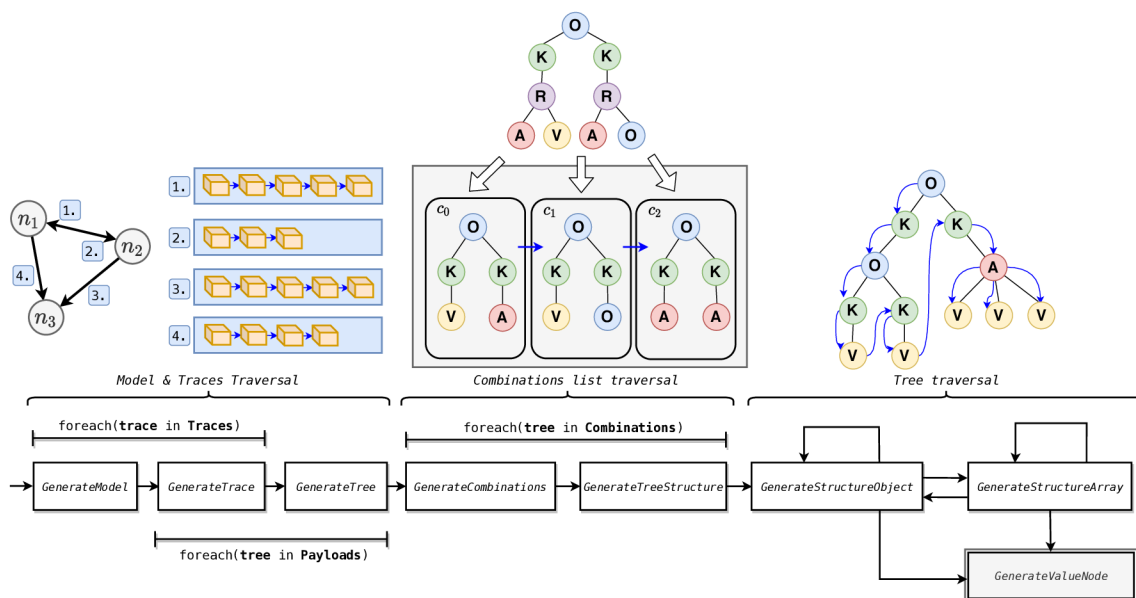 O
K K
R R
A V A O
1.
2.
3.
4.
n1
n2
n3
1.
2.
3.
4.
c0 c1 c2
O O O
K K K K K K
V A V O A A
O
K K
O A
K K V V V
V V
Model & Traces Traversal
Combinations list traversal
Tree traversal
foreach(trace in Traces)
foreach(tree in Combinations)
GenerateModel
GenerateTrace
GenerateTree
GenerateCombinations
GenerateTreeStructure
GenerateStructureObject
GenerateStructureArray
foreach(tree in Payloads)
GenerateValueNode